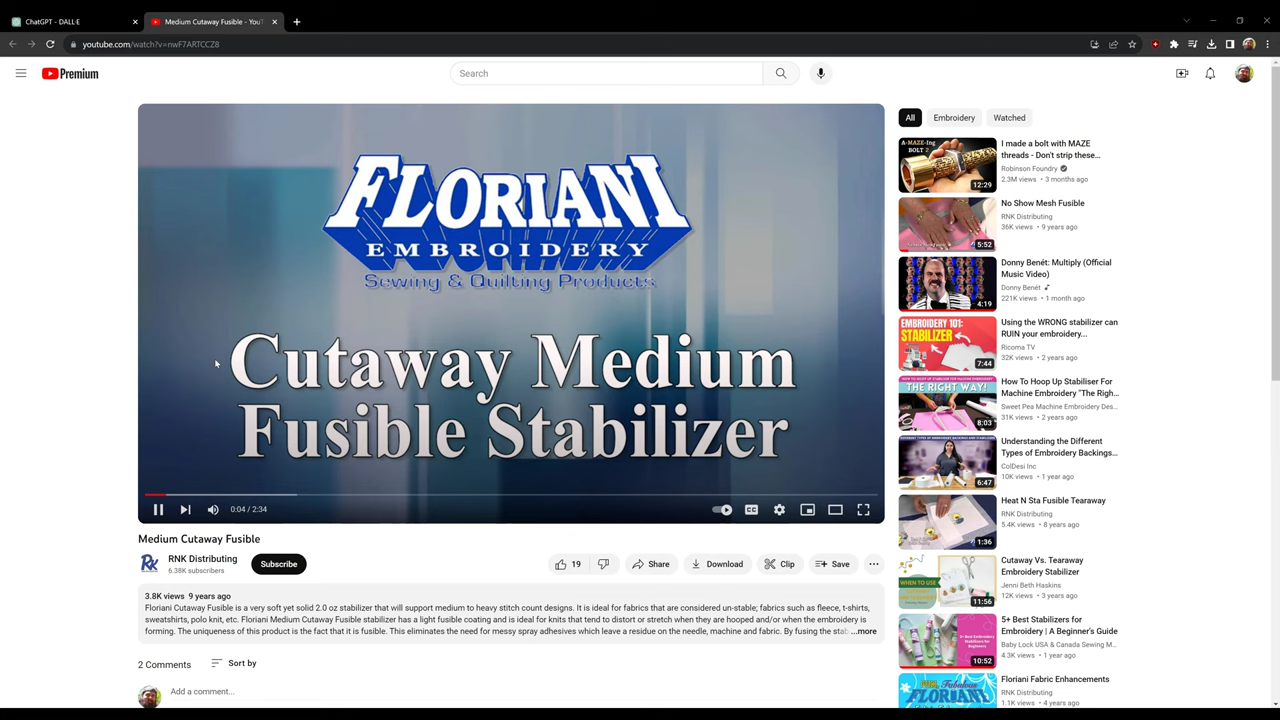 ChatGPT - DALL·E
Medium Cutaway Fusible - YouT
youtube.com/watch?v=nwF7ARTCCZ8
Premium
Search
FLORIANI
EMBROIDERY
Sewing & Quilting Products
Cutaway Medium
Fusible Stabilizer
0:04 / 2:34
CC
Medium Cutaway Fusible
RNK Distributing
6.38K subscribers
Subscribe
19
Share
Download
Clip
Save
3.8K views 9 years ago
Floriani Cutaway Fusible is a very soft yet solid 2.0 oz stabilizer that will support medium to heavy stitch count designs. It is ideal for fabrics that are considered un-stable; fabrics such as fleece, t-shirts,
sweatshirts, polo knit, etc. Floriani Medium Cutaway Fusible stabilizer has a light fusible coating and is ideal for knits that tend to distort or stretch when they are hooped and/or when the embroidery is
forming. The uniqueness of this product is the fact that it is fusible. This eliminates the need for messy spray adhesives which leave a residue on the needle, machine and fabric. By fusing the stab ...more
2 Comments
Sort by
Add a comment...
All
Embroidery
Watched
A-MAZE-Ing
BOLT 2
12:29
I made a bolt with MAZE
threads - Don't strip these...
Robinson Foundry
2.3M views • 3 months ago
5:52
No Show Mesh Fusible
RNK Distributing
36K views • 9 years ago
4:19
Donny Benét: Multiply (Official
Music Video)
Donny Benét
221K views • 1 month ago
EMBROIDERY 101:
STABILIZER
7:44
Using the WRONG stabilizer can
RUIN your embroidery...
Ricoma TV
32K views • 2 years ago
THE RIGHT WAY!
8:03
How To Hoop Up Stabiliser For
Machine Embroidery "The Righ...
Sweet Pea Machine Embroidery Des...
31K views • 2 years ago
6:47
Understanding the Different
Types of Embroidery Backings...
ColDesi Inc
10K views • 1 year ago
1:36
Heat N Sta Fusible Tearaway
RNK Distributing
5.4K views • 8 years ago
WHEN TO USE
11:56
Cutaway Vs. Tearaway
Embroidery Stabilizer
Jenni Beth Haskins
12K views • 3 years ago
5+ Best Embroidery
Stabilizers for
Beginners
10:52
5+ Best Stabilizers for
Embroidery | A Beginner's Guide
Baby Lock USA & Canada Sewing M...
4.3K views • 1 year ago
FLORIANI
Floriani Fabric Enhancements
RNK Distributing
1.1K views • 4 years ago